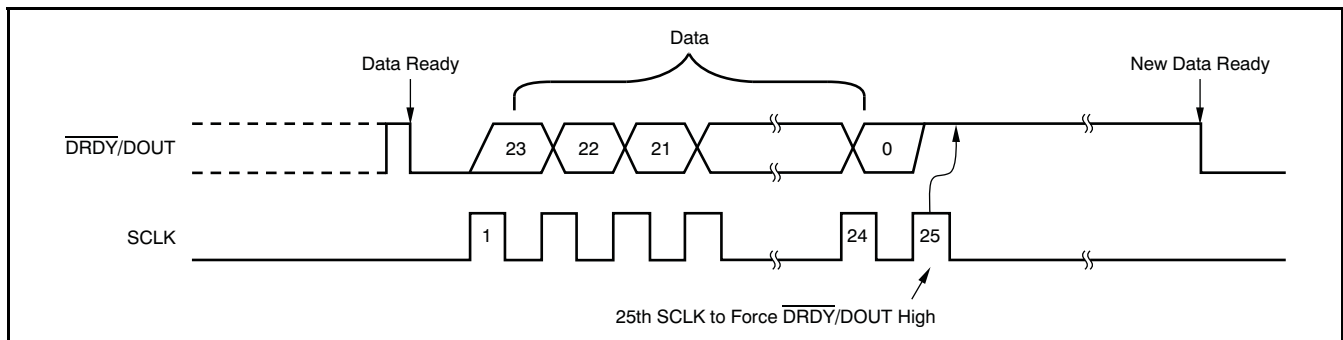 Data
Data Ready
New Data Ready
DRDY/DOUT
23
22
21
0
SCLK
1
24
25
25th SCLK to Force DRDY/DOUT High